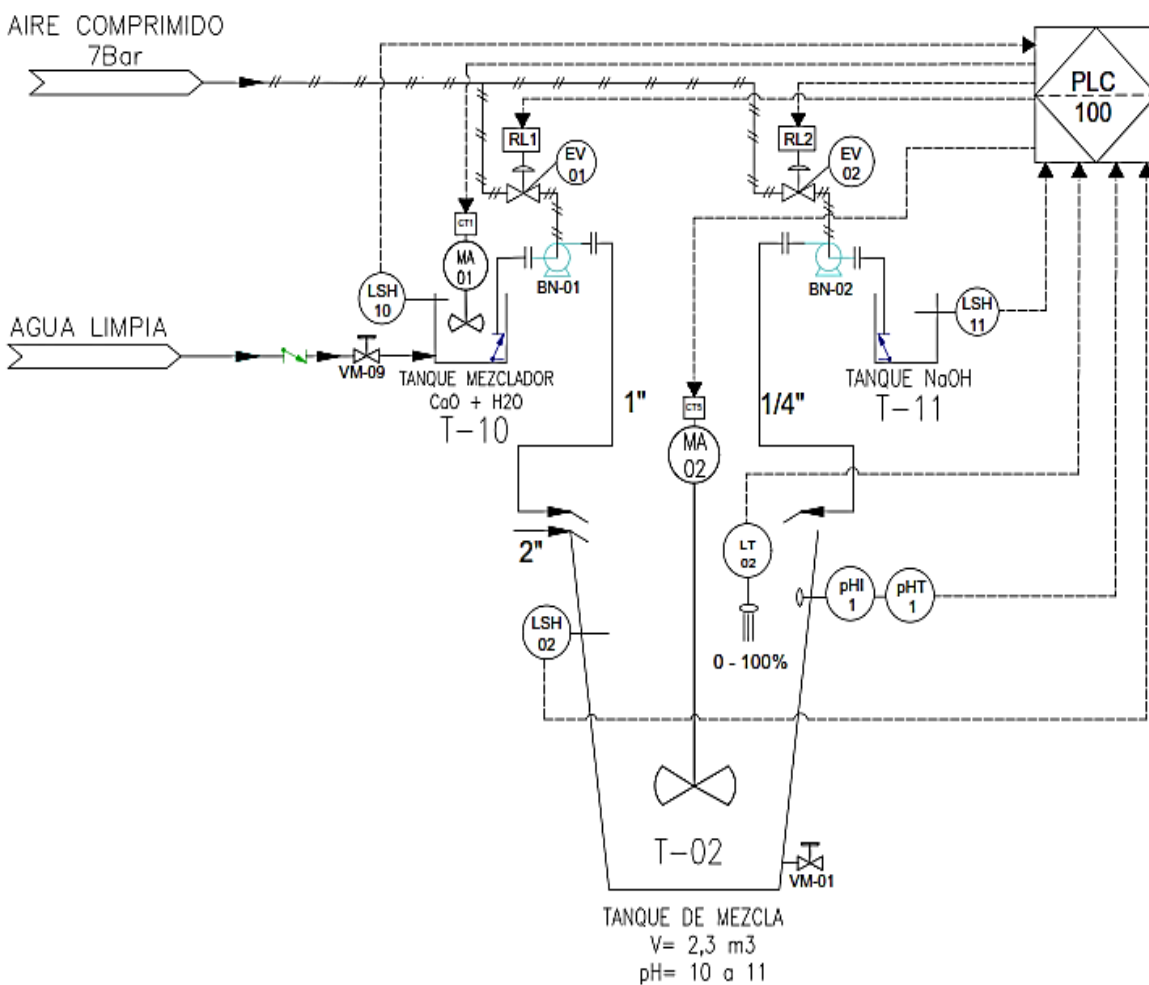 AIRE COMPRIMIDO
7Bar
PLC
100
RL1
EV
01
RL2
EV
02
CT1
MA
01
LSH
10
BN-01
BN-02
LSH
11
AGUA LIMPIA
VM-09
TANQUE MEZCLADOR
CaO + H2O
T-10
TANQUE NaOH
T-11
1"
1/4"
CT5
MA
02
2"
LT
02
pHI
1
pHT
1
LSH
02
0 - 100%
T-02
VM-01
TANQUE DE MEZCLA
V= 2,3 m3
pH= 10 a 11